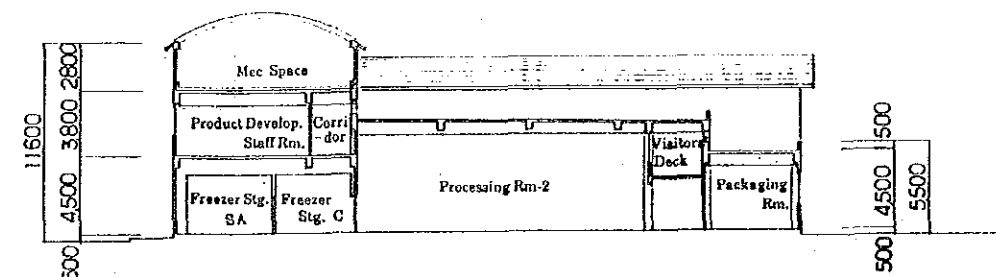 2800
3800
4500
11600
500
Mec Space
Product Develop.
Staff Rm.
Corri
-dor
Freezer Stg.
SA
Freezer
Stg. C
Processing Rm-2
Visitors
Deck
Packaging
Rm.
1500
4500
5500
500